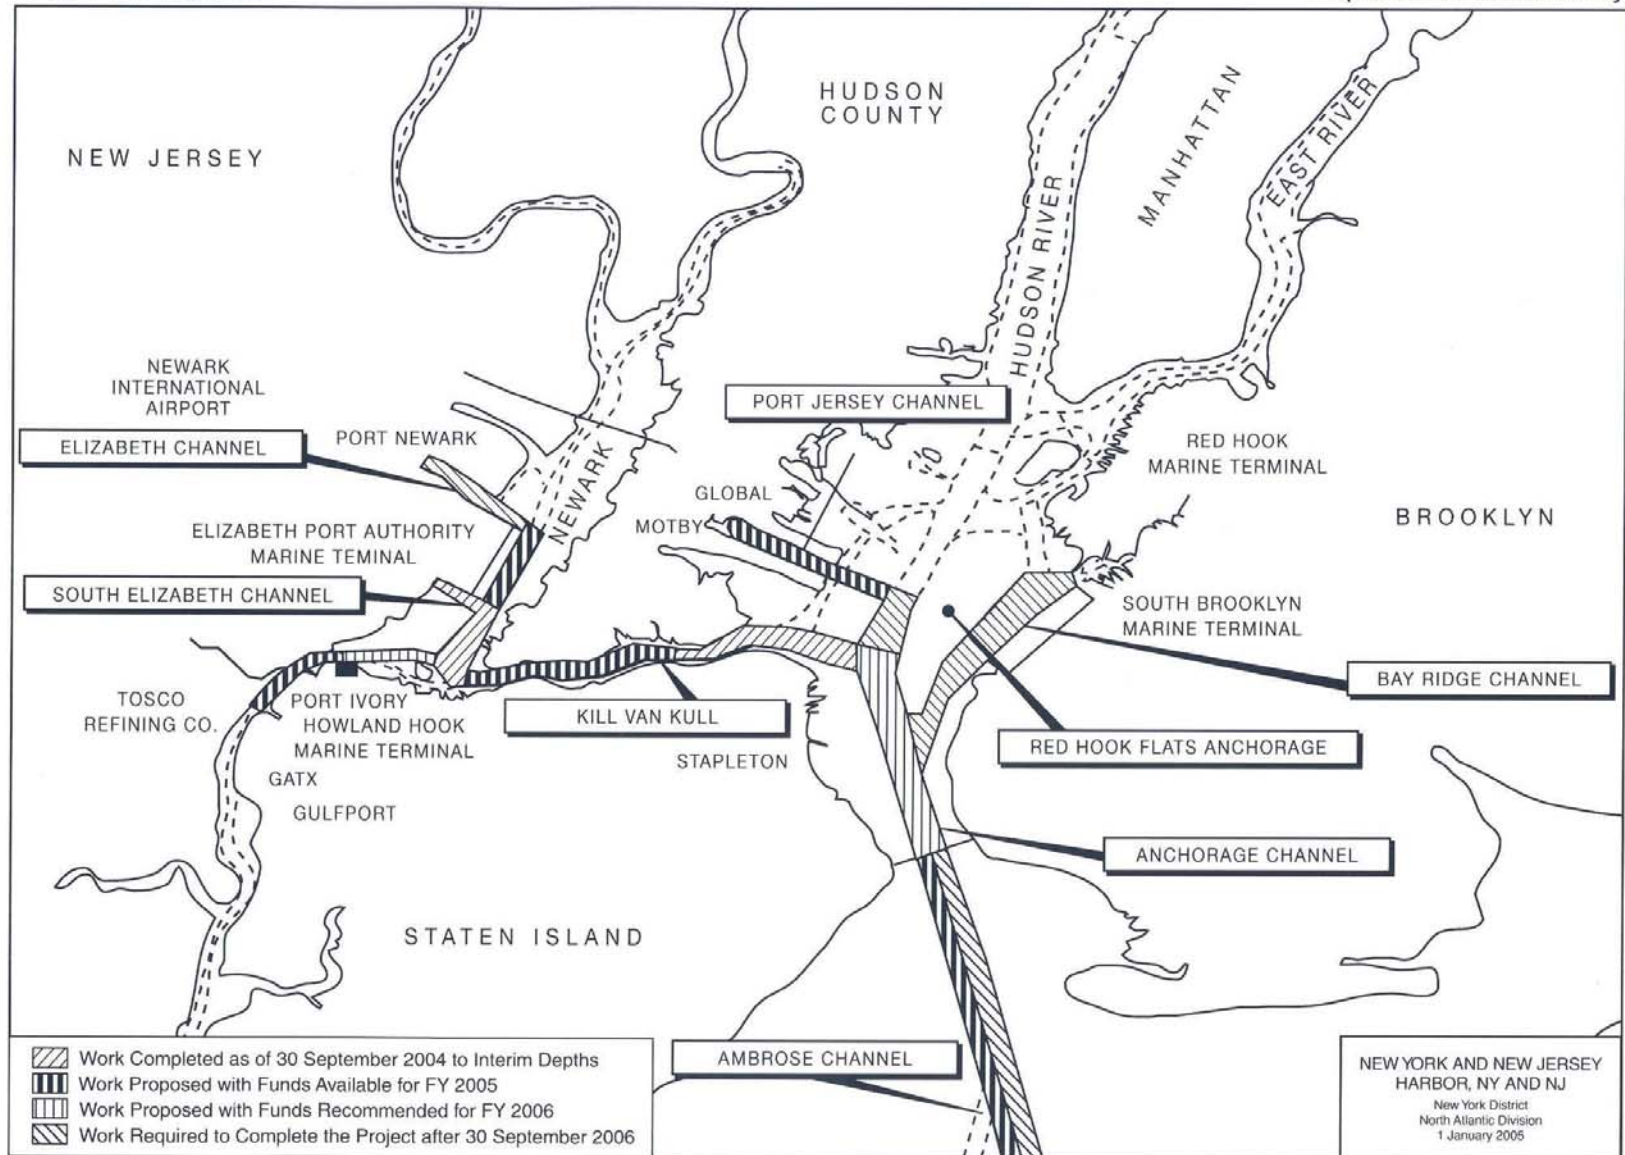 HUDSON
COUNTY
NEW JERSEY
MANHATTAN
EAST RIVER
HUDSON RIVER
NEWARK
INTERNATIONAL
AIRPORT
PORT JERSEY CHANNEL
ELIZABETH CHANNEL
PORT NEWARK
RED HOOK
MARINE TERMINAL
NEWARK
GLOBAL
MOTBY
BROOKLYN
ELIZABETH PORT AUTHORITY
MARINE TEMINAL
SOUTH ELIZABETH CHANNEL
SOUTH BROOKLYN
MARINE TERMINAL
BAY RIDGE CHANNEL
TOSCO
REFINING CO.
PORT IVORY
HOWLAND HOOK
MARINE TERMINAL
KILL VAN KULL
RED HOOK FLATS ANCHORAGE
STAPLETON
GATX
GULFPORT
ANCHORAGE CHANNEL
STATEN ISLAND
AMBROSE CHANNEL
Work Completed as of 30 September 2004 to Interim Depths
Work Proposed with Funds Available for FY 2005
Work Proposed with Funds Recommended for FY 2006
Work Required to Complete the Project after 30 September 2006
NEW YORK AND NEW JERSEY
HARBOR, NY AND NJ
New York District
North Atlantic Division
1 January 2005